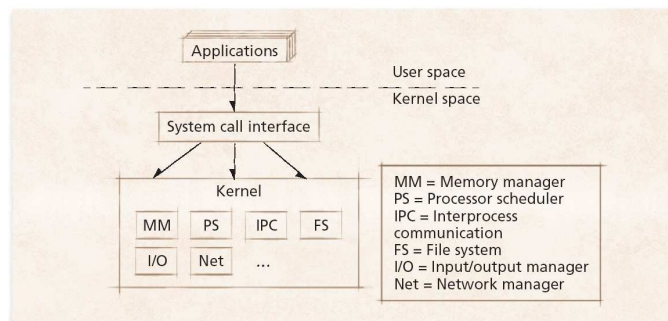 Applications
User space
Kernel space
System call interface
Kernel
MM PS IPC FS
I/O Net ...
MM = Memory manager
PS = Processor scheduler
IPC = Interprocess
communication
FS = File system
I/O = Input/output manager
Net = Network manager